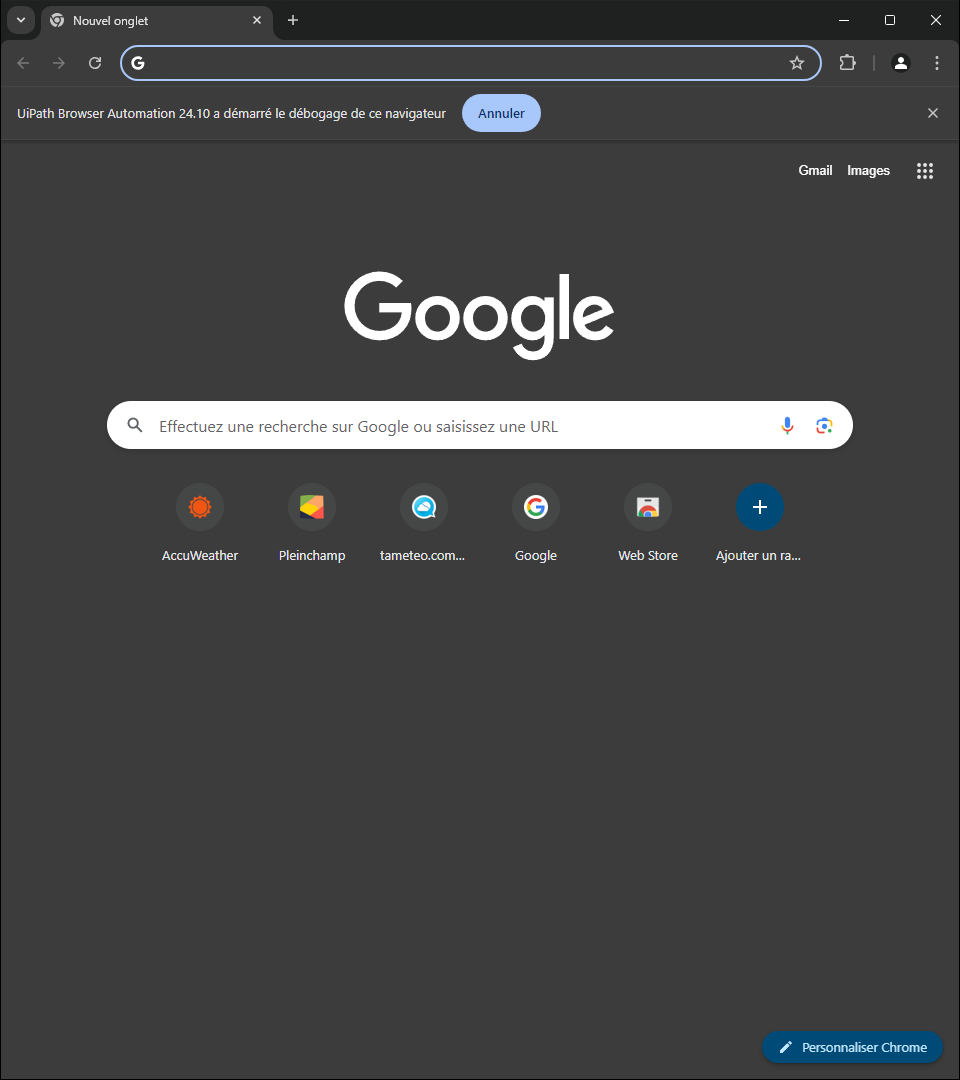 Nouvel onglet
UiPath Browser Automation 24.10 a démarré le débogage de ce navigateur
Annuler
Gmail
Images
Google
Effectuez une recherche sur Google ou saisissez une URL
AccuWeather
Pleinchamp
tameteo.com...
Google
Web Store
Ajouter un ra...
Personnaliser Chrome